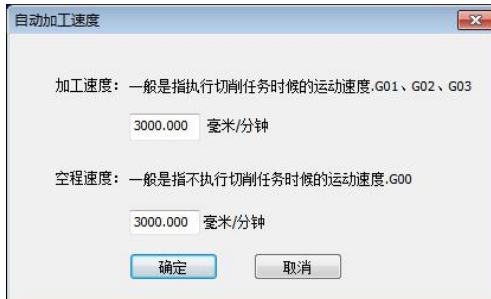 自动加工速度
加工速度：一般是指执行切削任务时候的运动速度.G01、G02、G03
3000.000 毫米/分钟
空程速度：一般是指不执行切削任务时候的运动速度.G00
3000.000 毫米/分钟
确定 取消